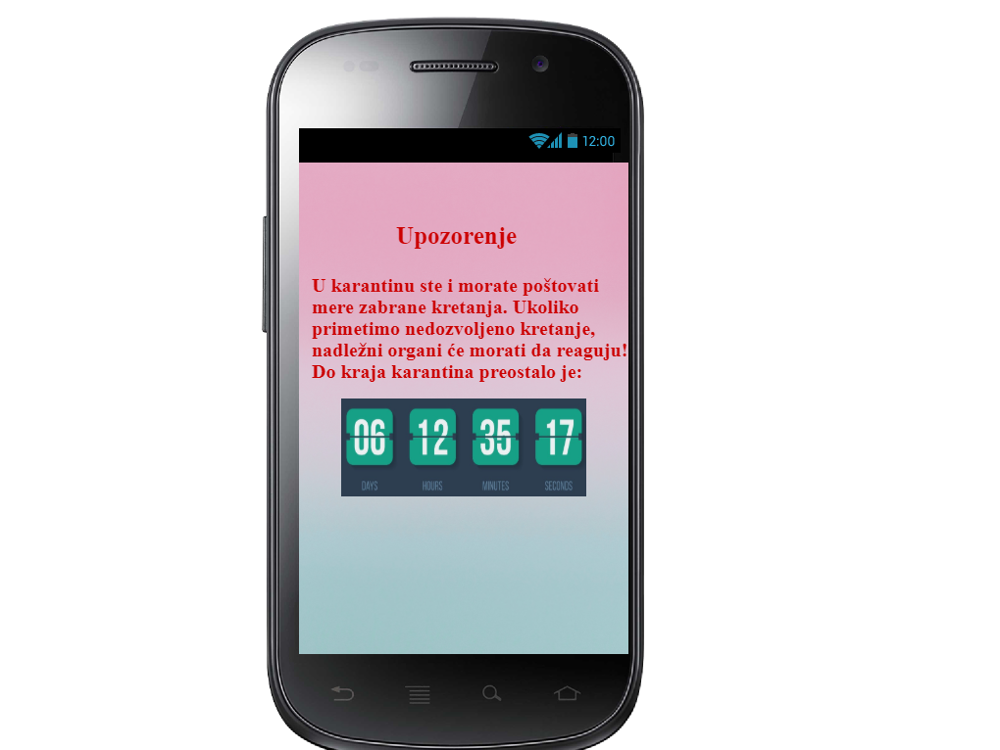 12:00
Upozorenje
U karantinu ste i morate poštovati
mere zabrane kretanja. Ukoliko
primetimo nedozvoljeno kretanje,
nadležni organi će morati da reaguju!
Do kraja karantina preostalo je:
06 12 35 17
DAYS HOURS MINUTES SECONDS